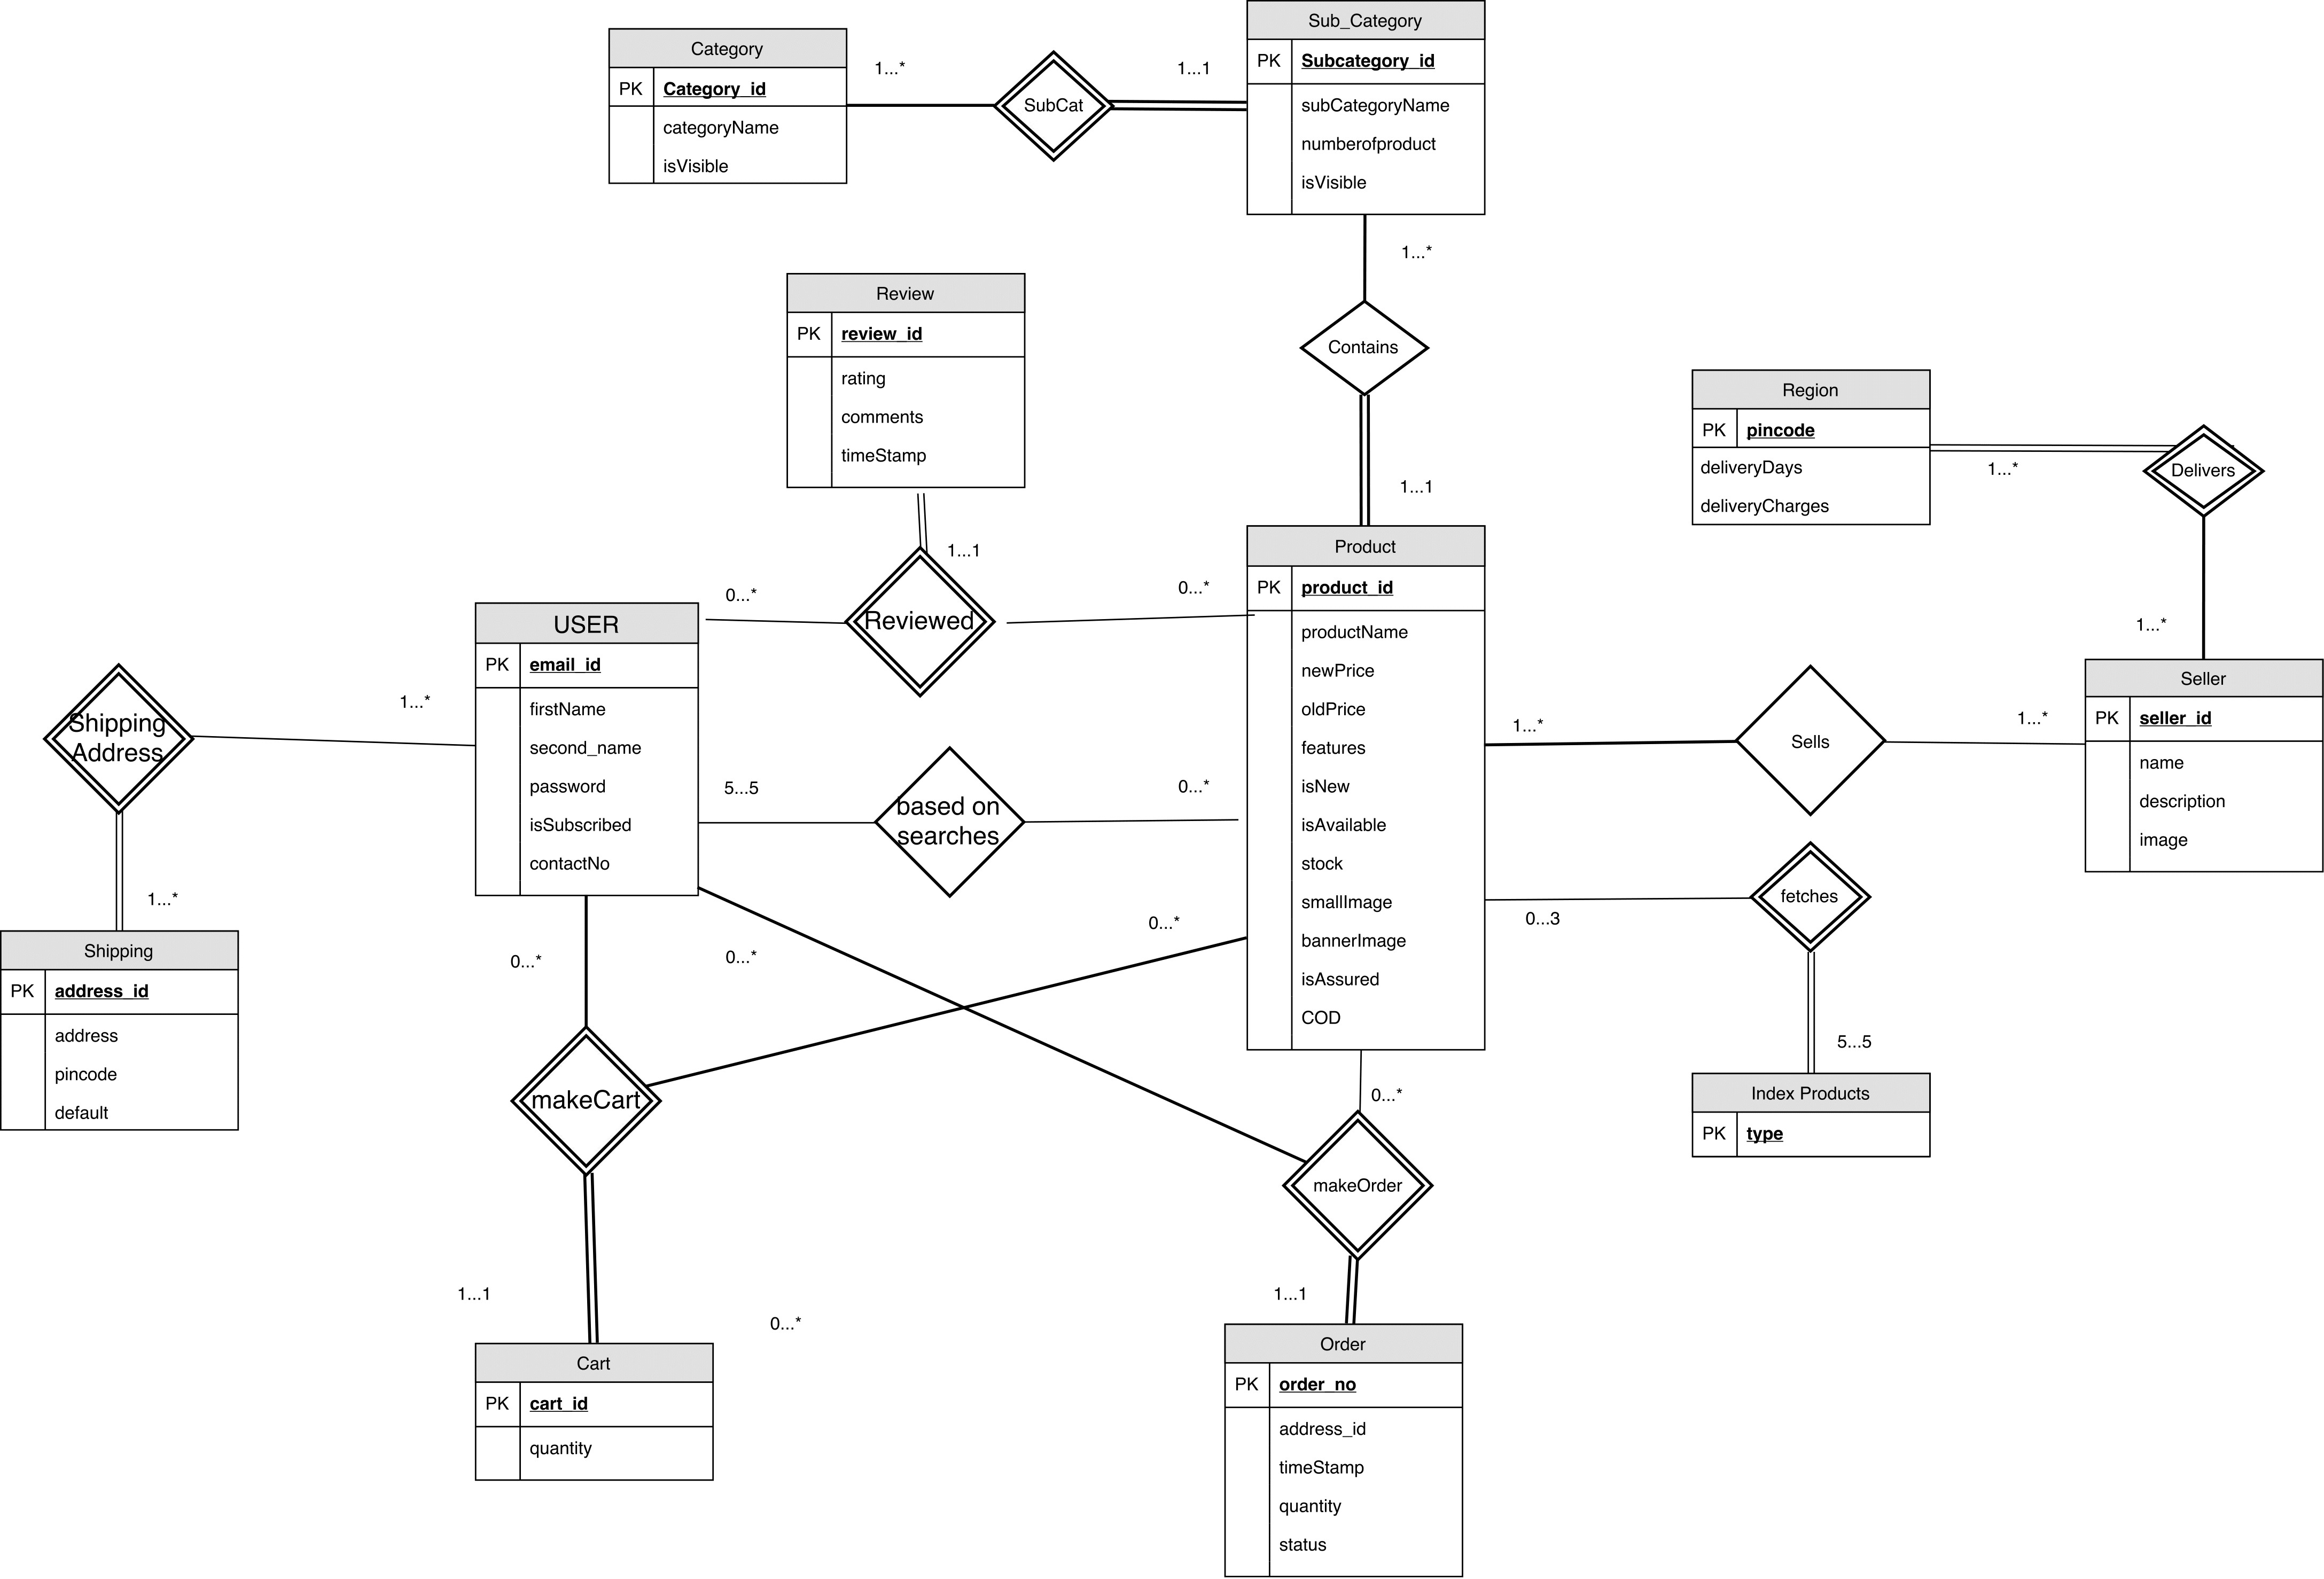 Sub_Category
PK Subcategory_id
subCategoryName
numberofproduct
isVisible
Category
PK Category_id
categoryName
isVisible
1...*
SubCat
1...1
1...*
Contains
1...1
Review
PK review_id
rating
comments
timeStamp
1...1
0...*
Reviewed
0...*
Region
PK pincode
deliveryDays
deliveryCharges
1...*
Delivers
1...*
Product
PK product_id
productName
newPrice
oldPrice
features
isNew
isAvailable
stock
smallImage
bannerImage
isAssured
COD
USER
PK email_id
firstName
second_name
password
isSubscribed
contactNo
Shipping
Address
1...*
1...*
1...*
Sells
1...*
Seller
PK seller_id
name
description
image
5...5
based on
searches
0...*
fetches
0...3
5...5
Index Products
PK type
Shipping
PK address_id
address
pincode
default
0...*
0...*
0...*
makeCart
0...*
makeOrder
1...1
0...*
1...1
Cart
PK cart_id
quantity
Order
PK order_no
address_id
timeStamp
quantity
status